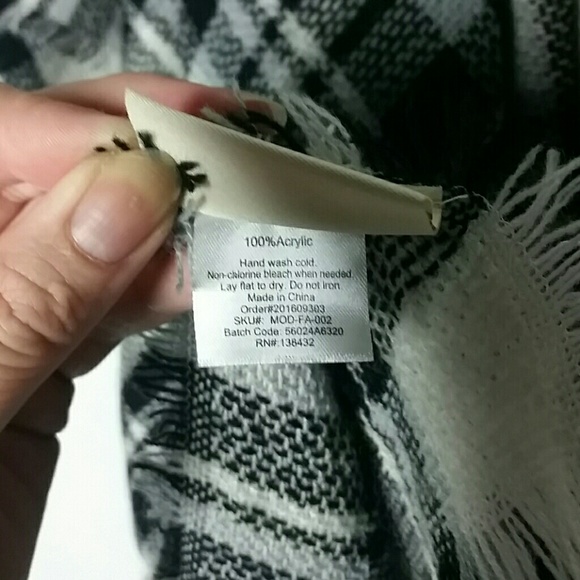 100%Acrylic
Hand wash cold.
Non-chlorine bleach when needed.
Lay flat to dry. Do not iron.
Made in China
Order#201609303
SKU#: MOD-FA-002
Batch Code: 56024A6320
RN#:138432